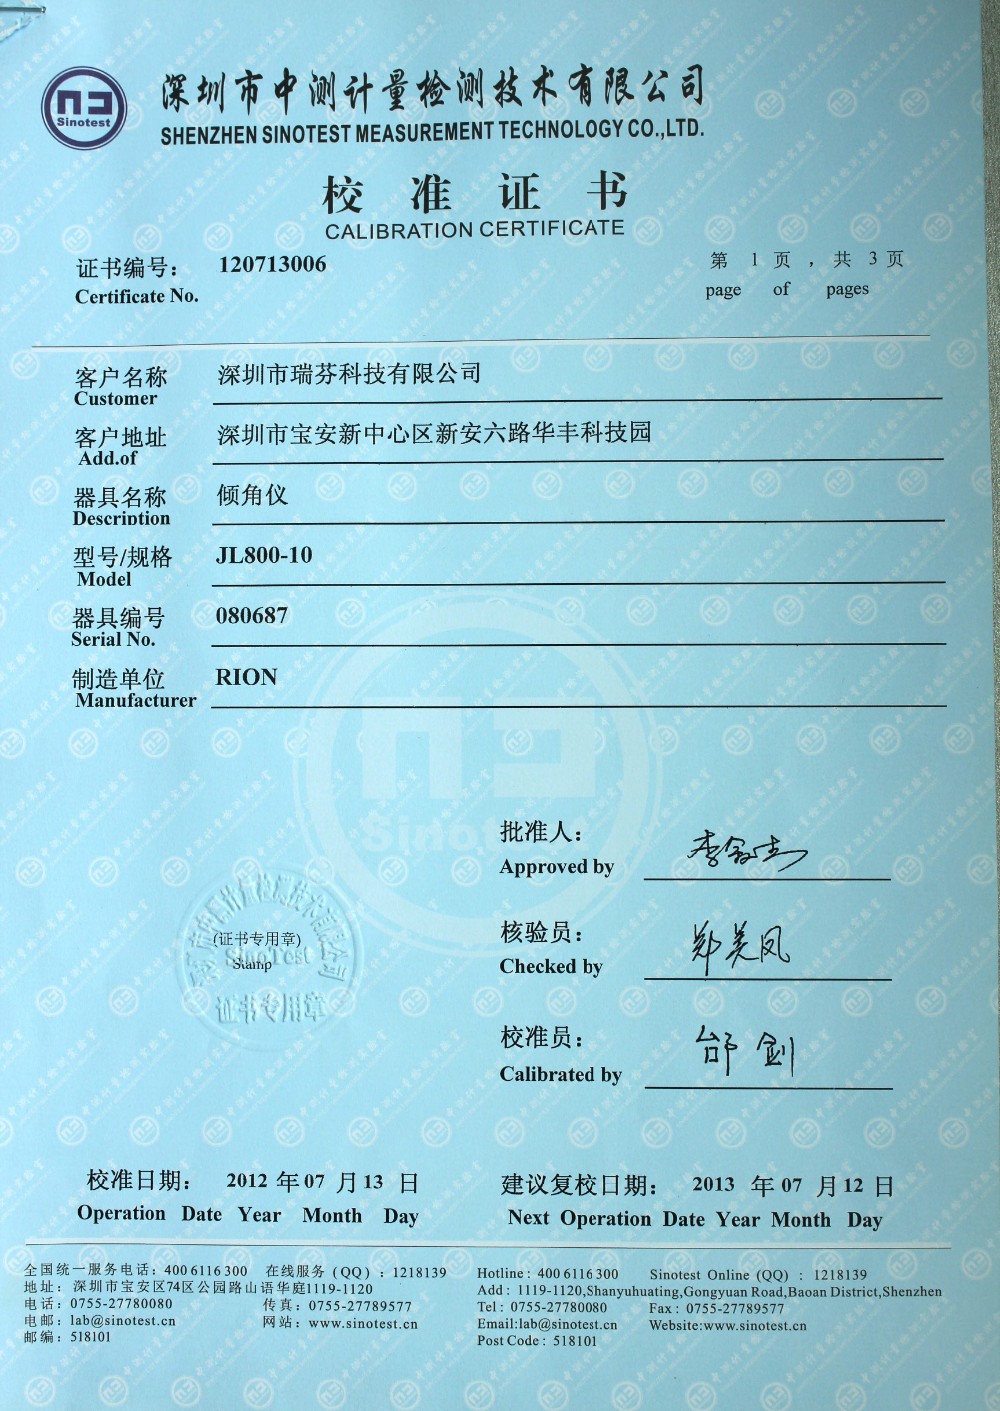 Sinotest
深圳市中测计量检测技术有限公司
SHENZHEN SINOTEST MEASUREMENT TECHNOLOGY CO.,LTD.
校准证书
CALIBRATION CERTIFICATE
证书编号： 120713006 第 1 页 ，共 3 页
Certificate No. page of pages
客户名称 深圳市瑞芬科技有限公司
Customer
客户地址 深圳市宝安新中心区新安六路华丰科技园
Add.of
器具名称 倾角仪
Description
型号/规格 JL800-10
Model
器具编号 080687
Serial No.
制造单位 RION
Manufacturer
Sinotest
批准人：
Approved by
(证书专用章)
SinoTest
Stamp
证书专用章
核验员： 郑美凤
Checked by
校准员： 邰剑
Calibrated by
校准日期： 2012 年 07 月 13 日 建议复校日期： 2013 年 07 月 12 日
Operation Date Year Month Day Next Operation Date Year Month Day
全国统一服务电话：400 6116 300 在线服务（QQ）：1218139
地址：深圳市宝安区74区公园路山语华庭1119-1120
电话：0755-27780080 传真：0755-27789577
电邮：lab@sinotest.cn 网站：www.sinotest.cn
邮编：518101
Hotline: 400 6116 300 Sinotest Online (QQ) : 1218139
Add : 1119-1120,Shanyuhuating,Gongyuan Road,Baoan District,Shenzhen
Tel : 0755-27780080 Fax : 0755-27789577
Email:lab@sinotest.cn Website:www.sinotest.cn
Post Code : 518101